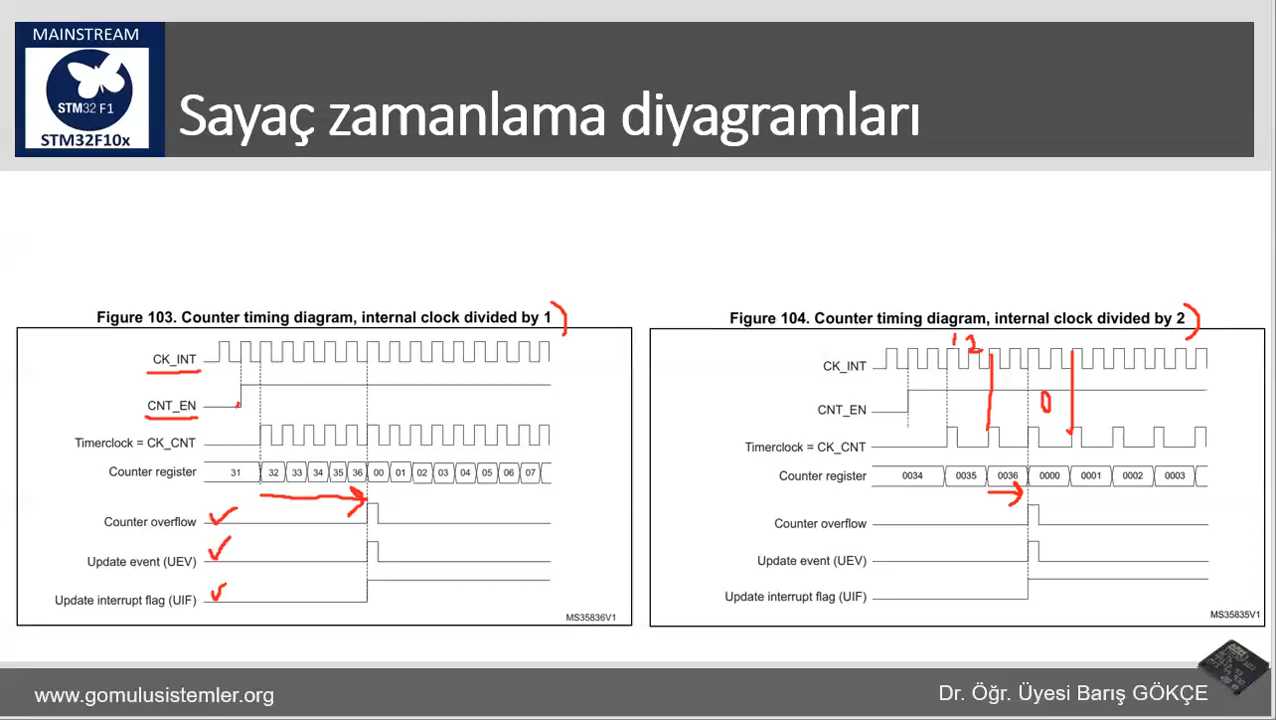 MAINSTREAM
STM32 F1
STM32F10x
Sayaç zamanlama diyagramları
Figure 103. Counter timing diagram, internal clock divided by 1
CK_INT
CNT_EN
Timerclock = CK_CNT
Counter register 31 32 33 34 35 36 00 01 02 03 04 05 06 07
Counter overflow
Update event (UEV)
Update interrupt flag (UIF)
MS35836V1
Figure 104. Counter timing diagram, internal clock divided by 2
1 2
CK_INT
0
CNT_EN
Timerclock = CK_CNT
Counter register 0034 0035 0036 0000 0001 0002 0003
Counter overflow
Update event (UEV)
Update interrupt flag (UIF)
MS35835V1
www.gomulusistemler.org
Dr. Öğr. Üyesi Barış GÖKÇE